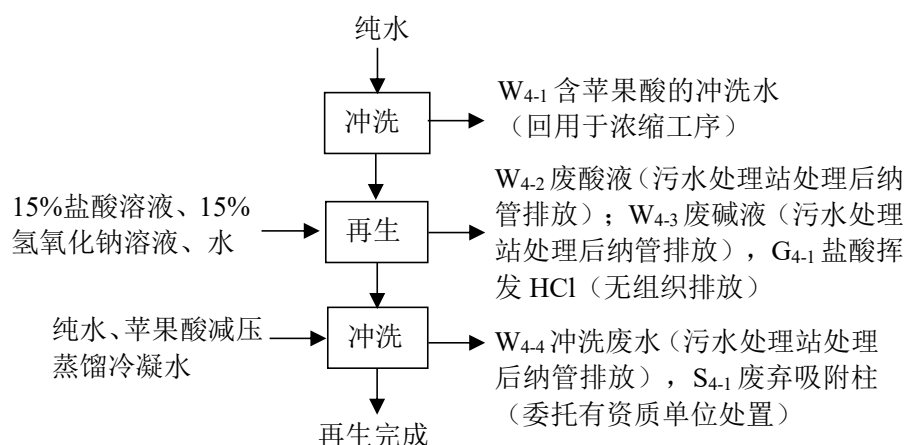 纯水
冲洗
W4-1 含苹果酸的冲洗水
（回用于浓缩工序）
15%盐酸溶液、15%
氢氧化钠溶液、水
再生
W4-2 废酸液（污水处理站处理后纳
管排放）；W4-3 废碱液（污水处理
站处理后纳管排放），G4-1 盐酸挥
发 HCl（无组织排放）
纯水、苹果酸减压
蒸馏冷凝水
冲洗
W4-4 冲洗废水（污水处理站处理
后纳管排放），S4-1 废弃吸附柱
（委托有资质单位处置）
再生完成